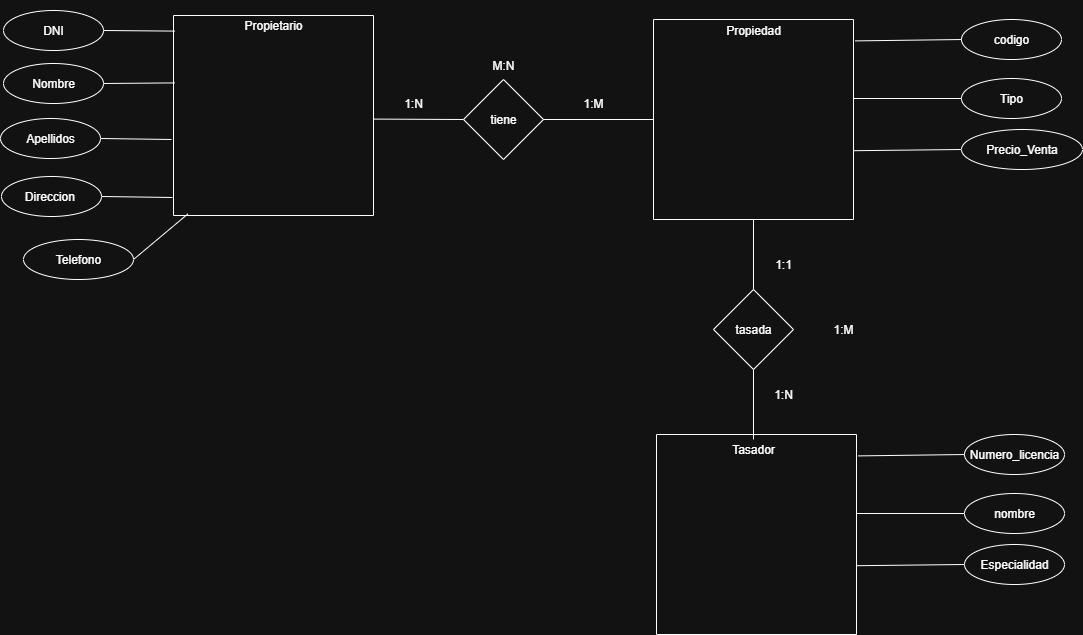 DNI
Propietario
Nombre
Apellidos
Direccion
Telefono
1:N
M:N
tiene
1:M
Propiedad
codigo
Tipo
Precio_Venta
1:1
tasada
1:M
1:N
Tasador
Numero_licencia
nombre
Especialidad